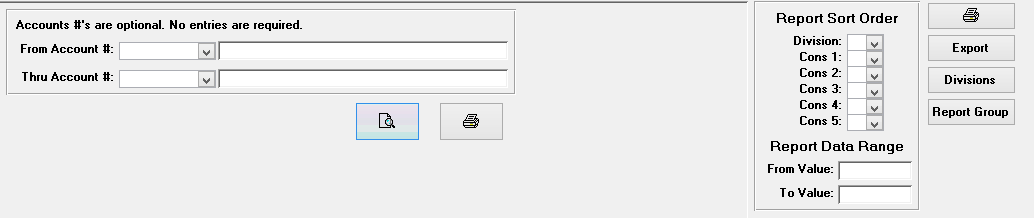 Accounts #'s are optional. No entries are required.
From Account #:
Thru Account #:
Report Sort Order
Division:
Cons 1:
Cons 2:
Cons 3:
Cons 4:
Cons 5:
Report Data Range
From Value:
To Value:
Export
Divisions
Report Group